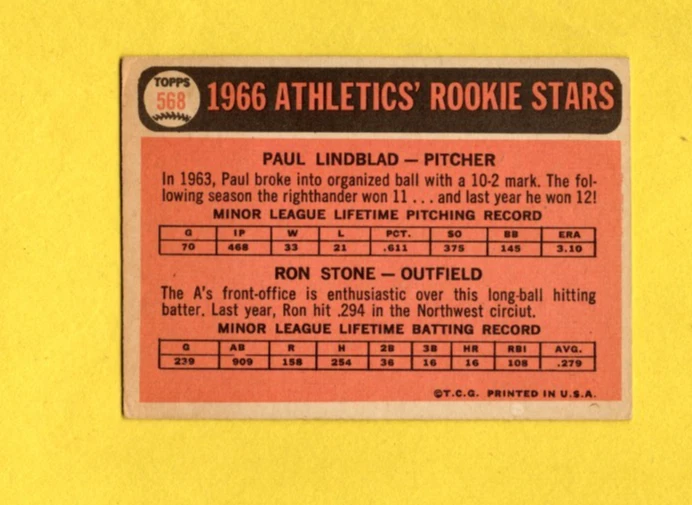 TOPPS
568
1966 ATHLETICS' ROOKIE STARS
PAUL LINDBLAD — PITCHER
In 1963, Paul broke into organized ball with a 10-2 mark. The fol-
lowing season the righthander won 11 . . . and last year he won 12!
MINOR LEAGUE LIFETIME PITCHING RECORD
G IP W L PCT. SO BB ERA
70 468 33 21 .611 375 145 3.10
RON STONE — OUTFIELD
The A's front-office is enthusiastic over this long-ball hitting
batter. Last year, Ron hit .294 in the Northwest circiut.
MINOR LEAGUE LIFETIME BATTING RECORD
G AB R H 2B 3B HR RBI AVG.
239 909 158 254 36 16 16 108 .279
©T.C.G. PRINTED IN U.S.A.